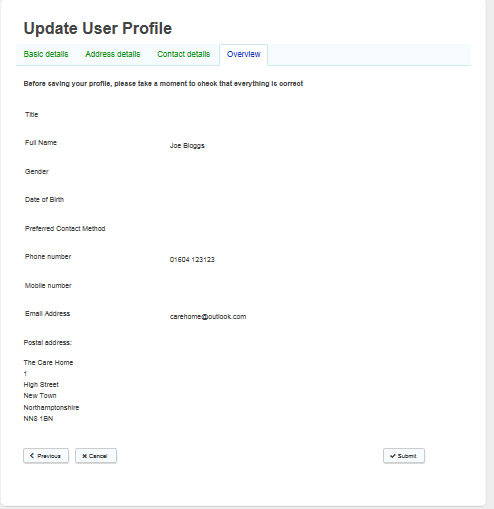 Update User Profile
Basic details Address details Contact details Overview
Before saving your profile, please take a moment to check that everything is correct
Title
Full Name Joe Bloggs
Gender
Date of Birth
Preferred Contact Method
Phone number 01604 123123
Mobile number
Email Address carehome@outlook.com
Postal address:
The Care Home
1
High Street
New Town
Northamptonshire
NN8 1BN
Previous Cancel Submit